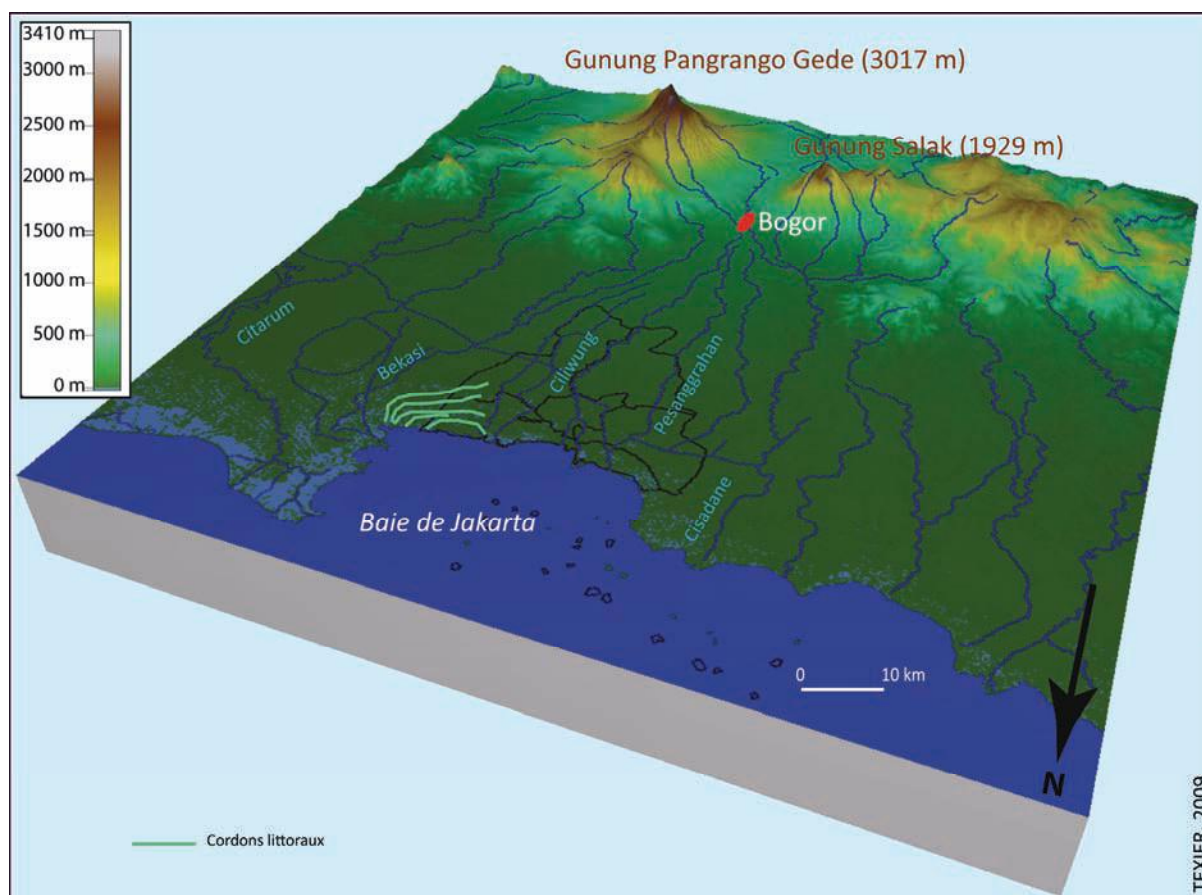 3410 m
3000 m
2500 m
2000 m
1500 m
1000 m
500 m
0 m
Gunung Pangrango Gede (3017 m)
Gunung Salak (1929 m)
Bogor
Citarum
Bekasi
Ciliwung
Pesanggrahan
Cisadane
Baie de Jakarta
0 10 km
N
Cordons littoraux
TEXIER, 2009